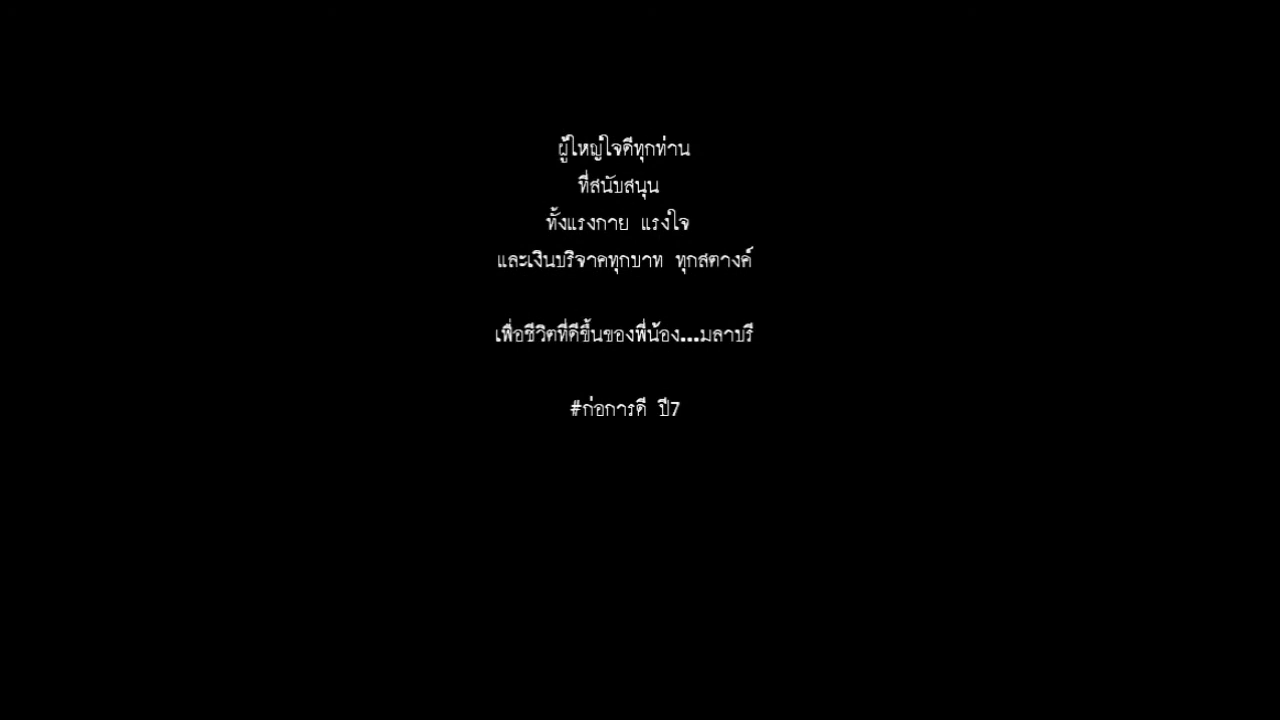 ผู้ใหญ่ใจดีทุกท่าน
ที่สนับสนุน
ทั้งแรงกาย แรงใจ
และเงินบริจาคทุกบาท ทุกสตางค์
เพื่อชีวิตที่ดีขึ้นของพี่น้อง...มลาบรี
#ก่อการดี ปี7